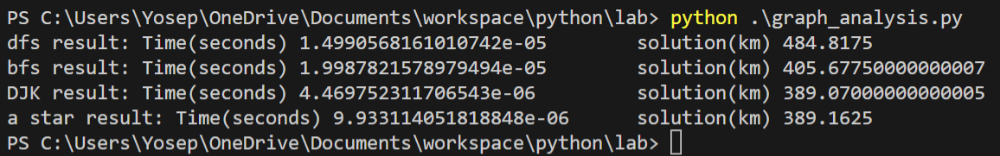 PS C:\Users\Yosep\OneDrive\Documents\workspace\python\lab> python .\graph_analysis.py
dfs result: Time(seconds) 1.4990568161010742e-05 solution(km) 484.8175
bfs result: Time(seconds) 1.9987821578979494e-05 solution(km) 405.67750000000007
DJK result: Time(seconds) 4.469752311706543e-06 solution(km) 389.07000000000005
a star result: Time(seconds) 9.933114051818848e-06 solution(km) 389.1625
PS C:\Users\Yosep\OneDrive\Documents\workspace\python\lab>